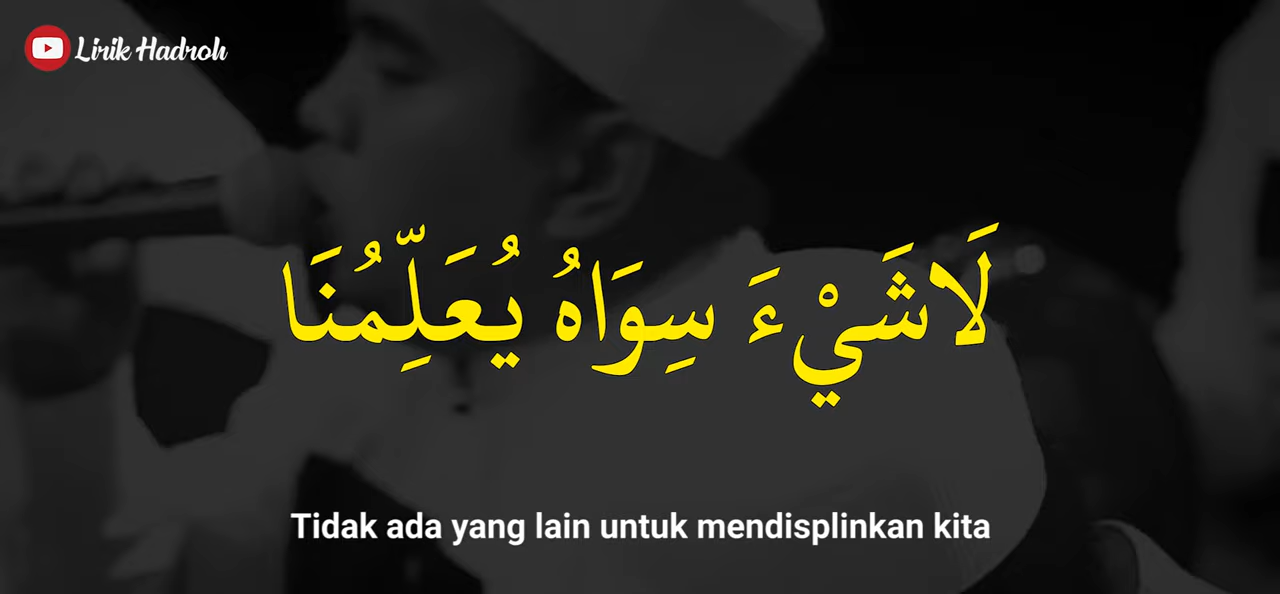 Lirik Hadroh
لَاشَيْءَ سِوَاهُ يُعَلِّمُنَا
Tidak ada yang lain untuk mendisplinkan kita